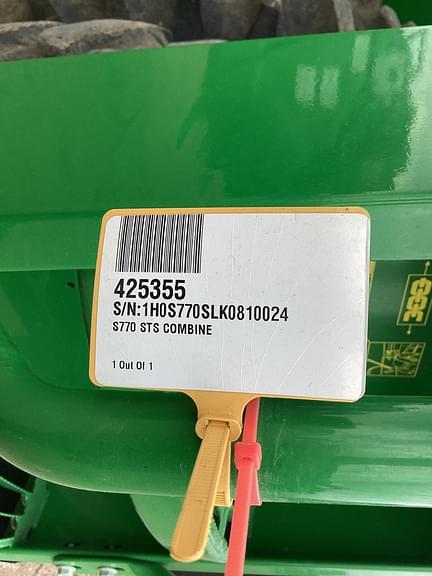 425355
S/N:1H0S770SLK0810024
S770 STS COMBINE
1 Out Of 1